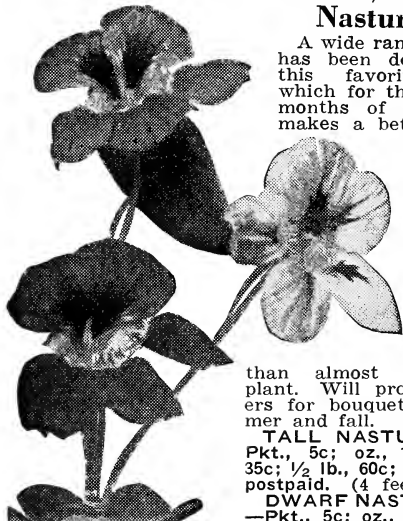 Nastur
A wide ran
has been de
this favori
which for th
months of
makes a bet
than almost
plant. Will pro
ers for bouquet
mer and fall.
TALL NASTU
Pkt., 5c; oz.,
35c; ½ lb., 60c;
postpaid. (4 fee
DWARF NAST
—Pkt., 5c; oz.,